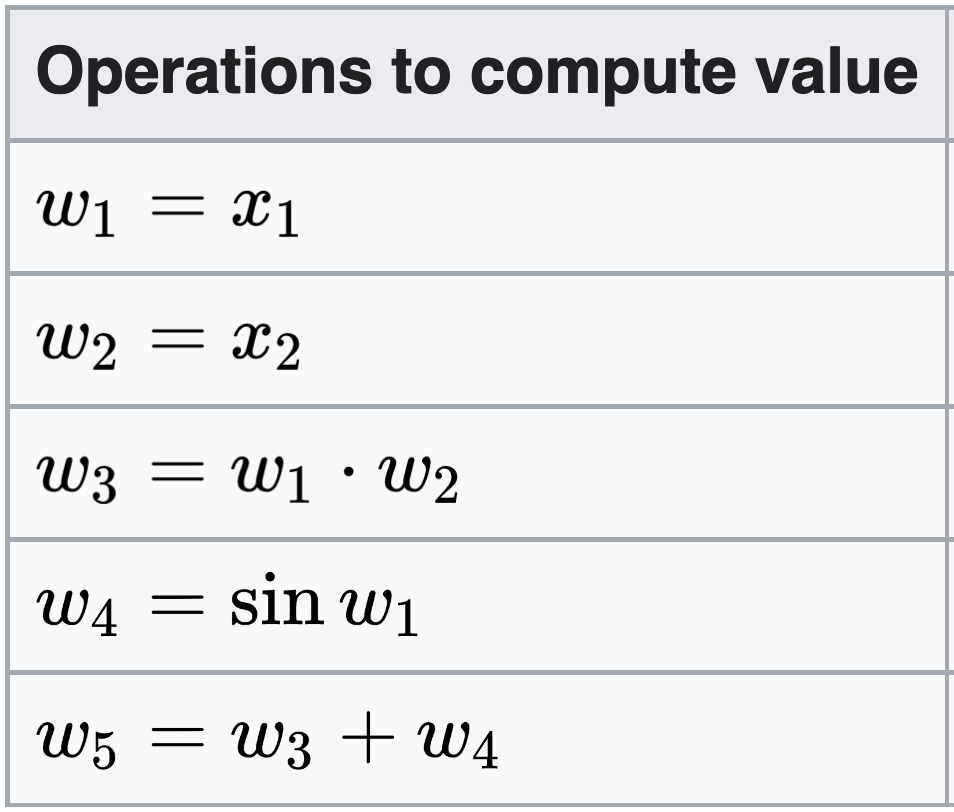 Operations to compute value
w₁ = x₁
w₂ = x₂
w₃ = w₁ · w₂
w₄ = sin w₁
w₅ = w₃ + w₄